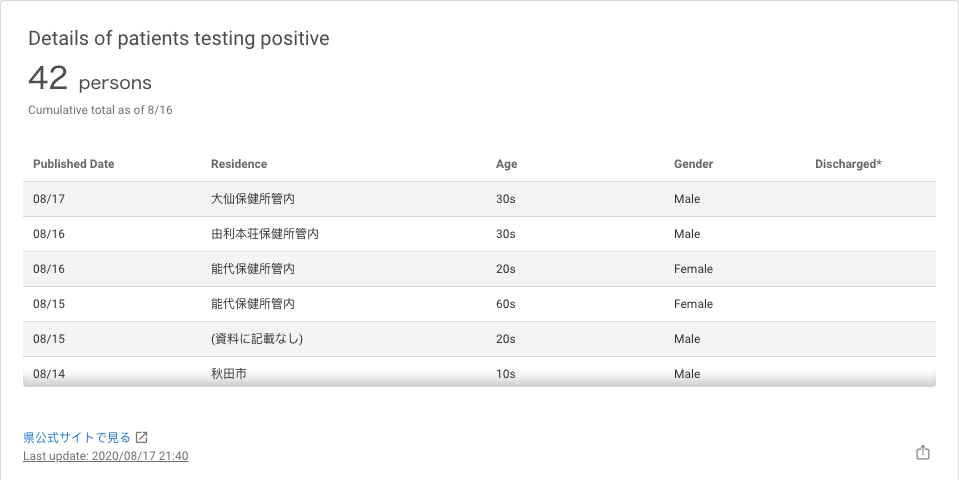 Details of patients testing positive
42 persons
Cumulative total as of 8/16
Published Date Residence Age Gender Discharged*
08/17 大仙保健所管内 30s Male
08/16 由利本荘保健所管内 30s Male
08/16 能代保健所管内 20s Female
08/15 能代保健所管内 60s Female
08/15 (資料に記載なし) 20s Male
08/14 秋田市 10s Male
県公式サイトで見る
Last update: 2020/08/17 21:40